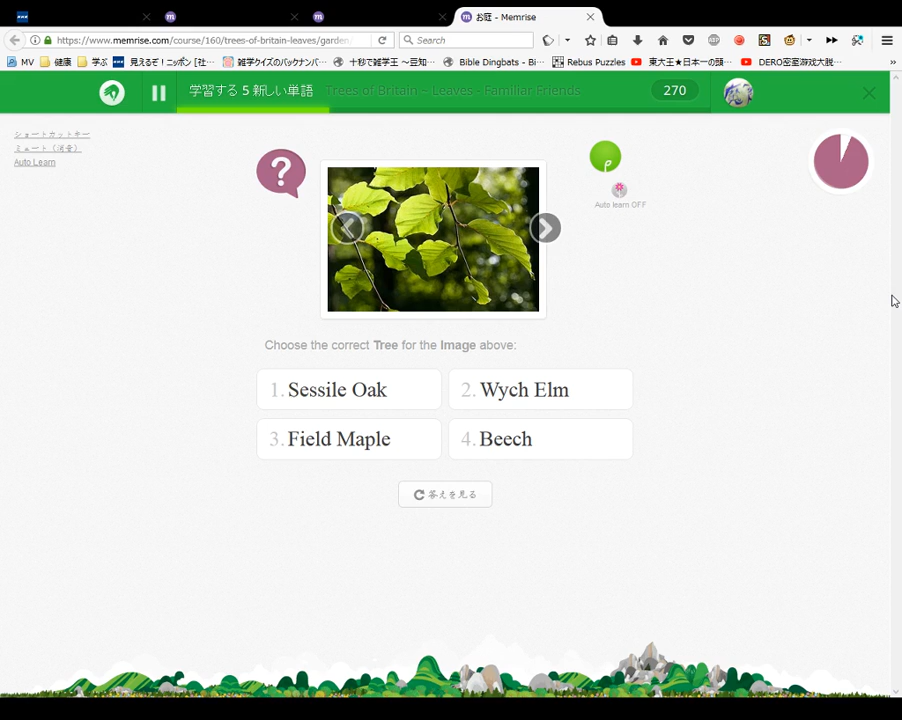 お庭 - Memrise
https://www.memrise.com/course/160/trees-of-britain-leaves/garden/
Search
MV
健康
学ぶ
見えるぞ！ニッポン [社…
雑学クイズのバックナンバ…
十秒で雑学王 ～豆知…
Bible Dingbats - Bi…
Rebus Puzzles
東大王★日本一の頭…
DERO密室游戏大脱…
学習する 5 新しい単語
Trees of Britain ~ Leaves - Familiar Friends
270
ショートカットキー
ミュート（消音）
Auto Learn
Auto learn OFF
Choose the correct Tree for the Image above:
1. Sessile Oak
2. Wych Elm
3. Field Maple
4. Beech
答えを見る